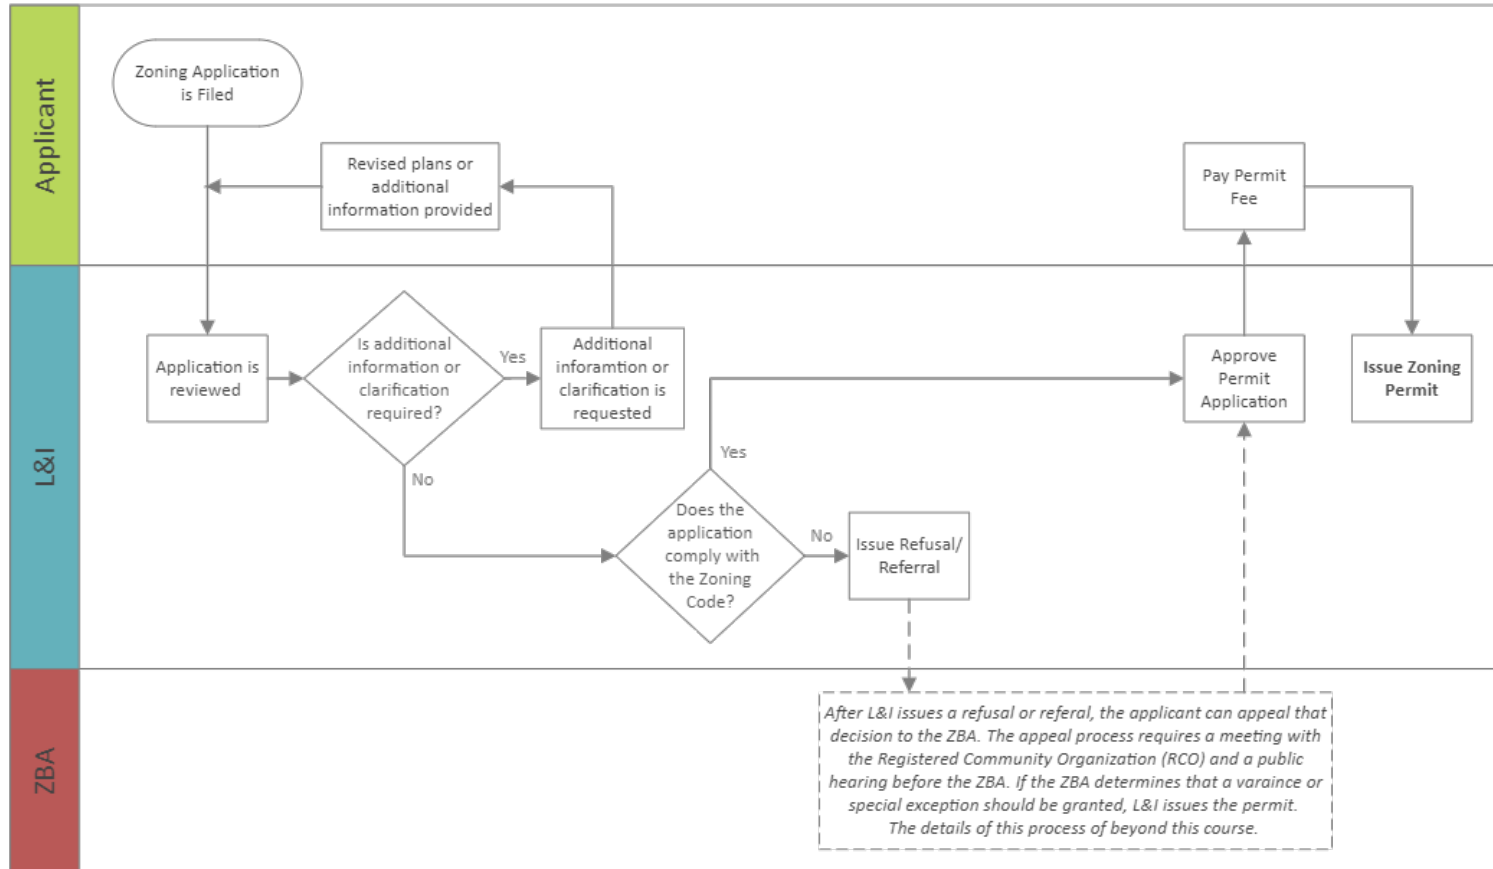 Applicant
Zoning Application
is Filed
Revised plans or
additional
information provided
Pay Permit
Fee
L&I
Application is
reviewed
Is additional
information or
clarification
required?
Yes
Additional
inforamtion or
clarification is
requested
No
Approve
Permit
Application
Issue Zoning
Permit
Yes
Does the
application
comply with
the Zoning
Code?
No
Issue Refusal/
Referral
ZBA
After L&I issues a refusal or referal, the applicant can appeal that
decision to the ZBA. The appeal process requires a meeting with
the Registered Community Organization (RCO) and a public
hearing before the ZBA. If the ZBA determines that a varaince or
special exception should be granted, L&I issues the permit.
The details of this process of beyond this course.